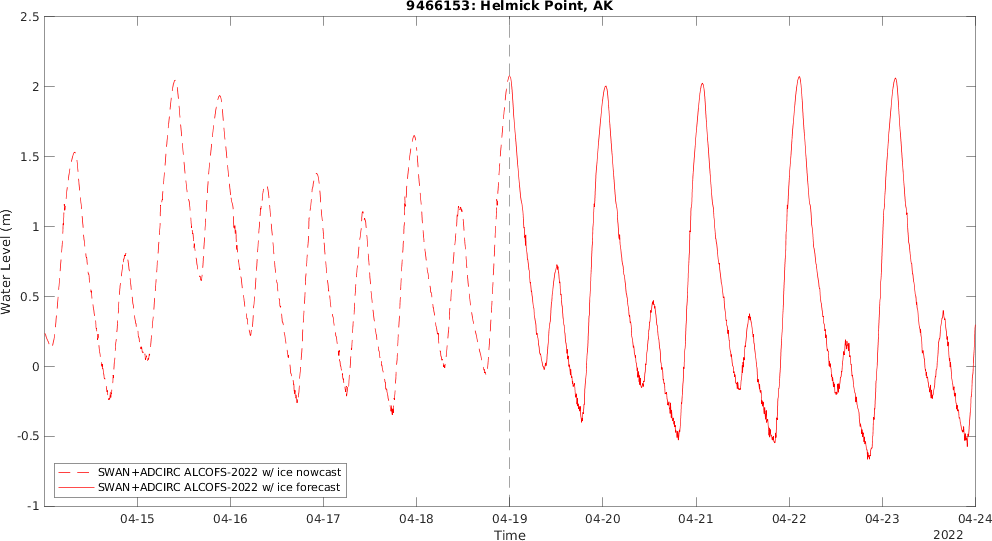 9466153: Helmick Point, AK
Water Level (m)
2.5
2
1.5
1
0.5
0
-0.5
-1
SWAN+ADCIRC ALCOFS-2022 w/ ice nowcast
SWAN+ADCIRC ALCOFS-2022 w/ ice forecast
04-15 04-16 04-17 04-18 04-19 04-20 04-21 04-22 04-23 04-24
Time
2022